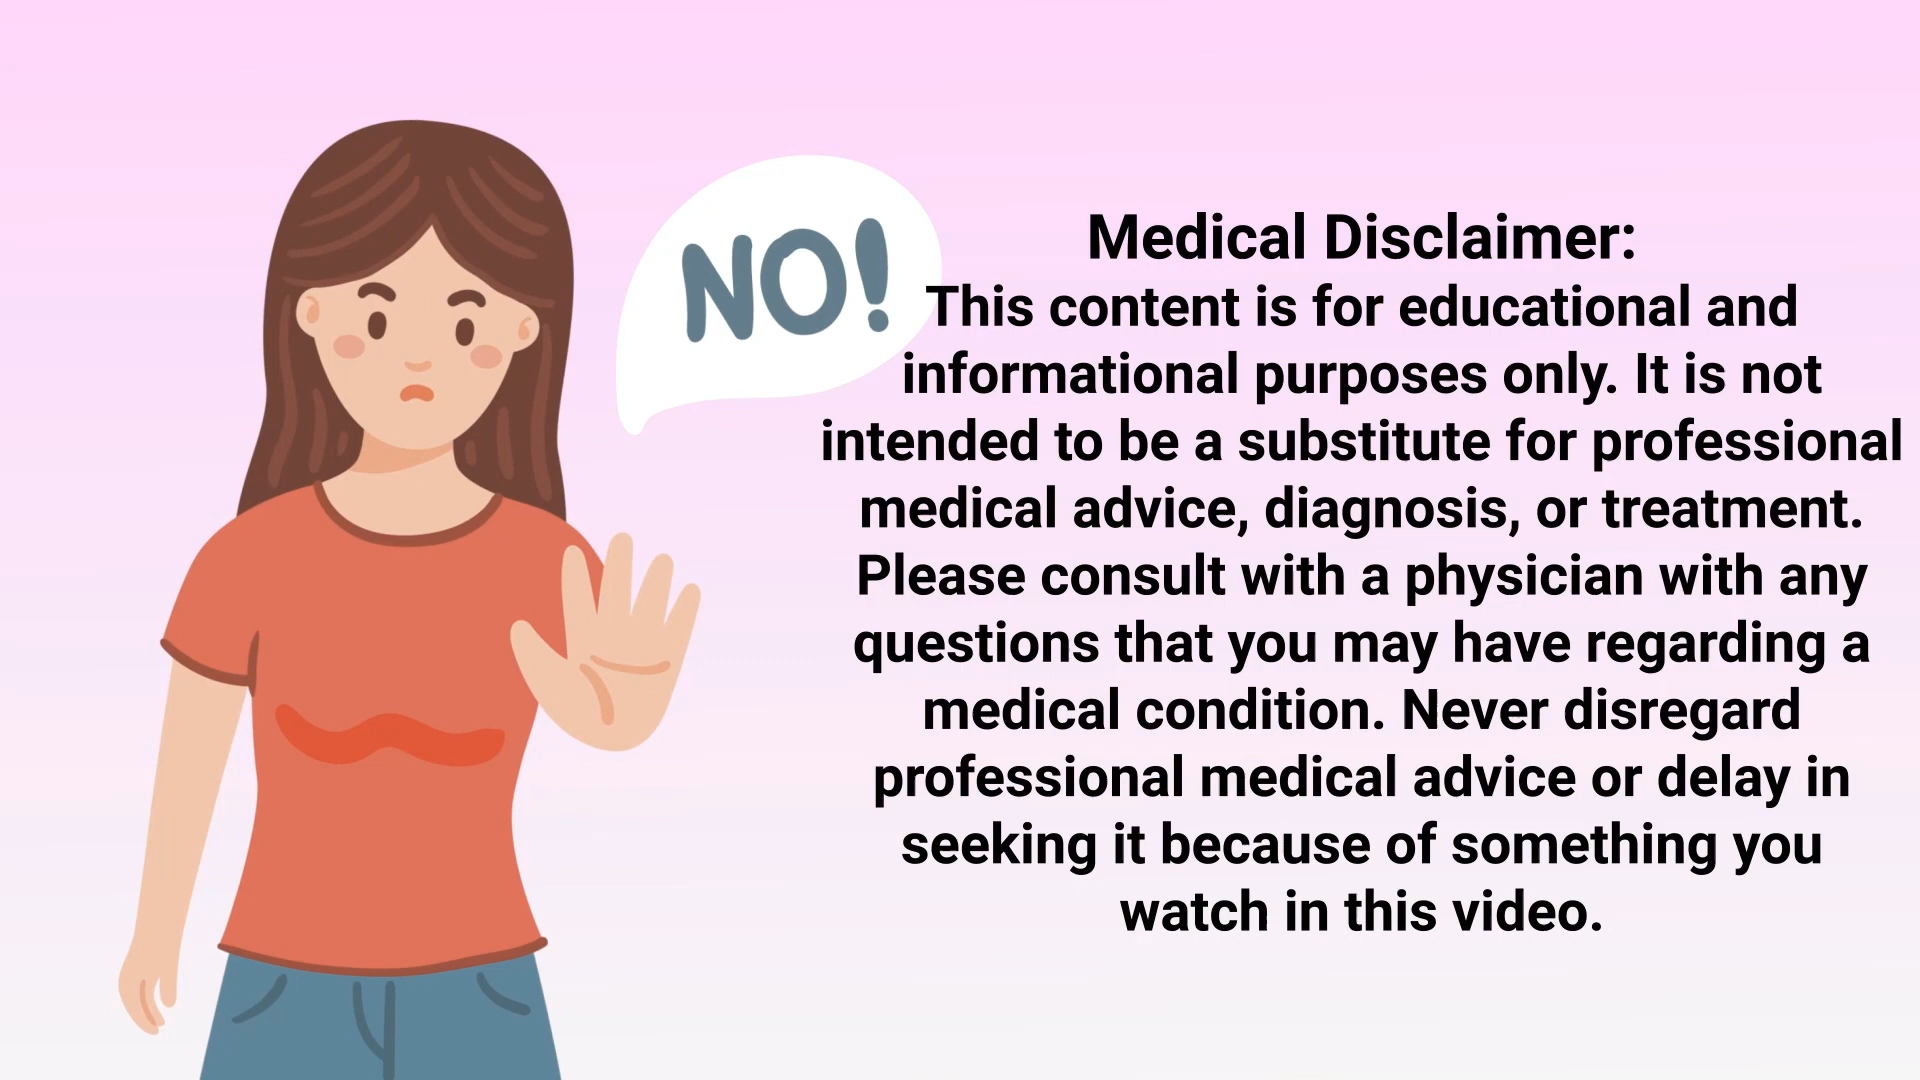 NO!
Medical Disclaimer:
This content is for educational and
informational purposes only. It is not
intended to be a substitute for professional
medical advice, diagnosis, or treatment.
Please consult with a physician with any
questions that you may have regarding a
medical condition. Never disregard
professional medical advice or delay in
seeking it because of something you
watch in this video.